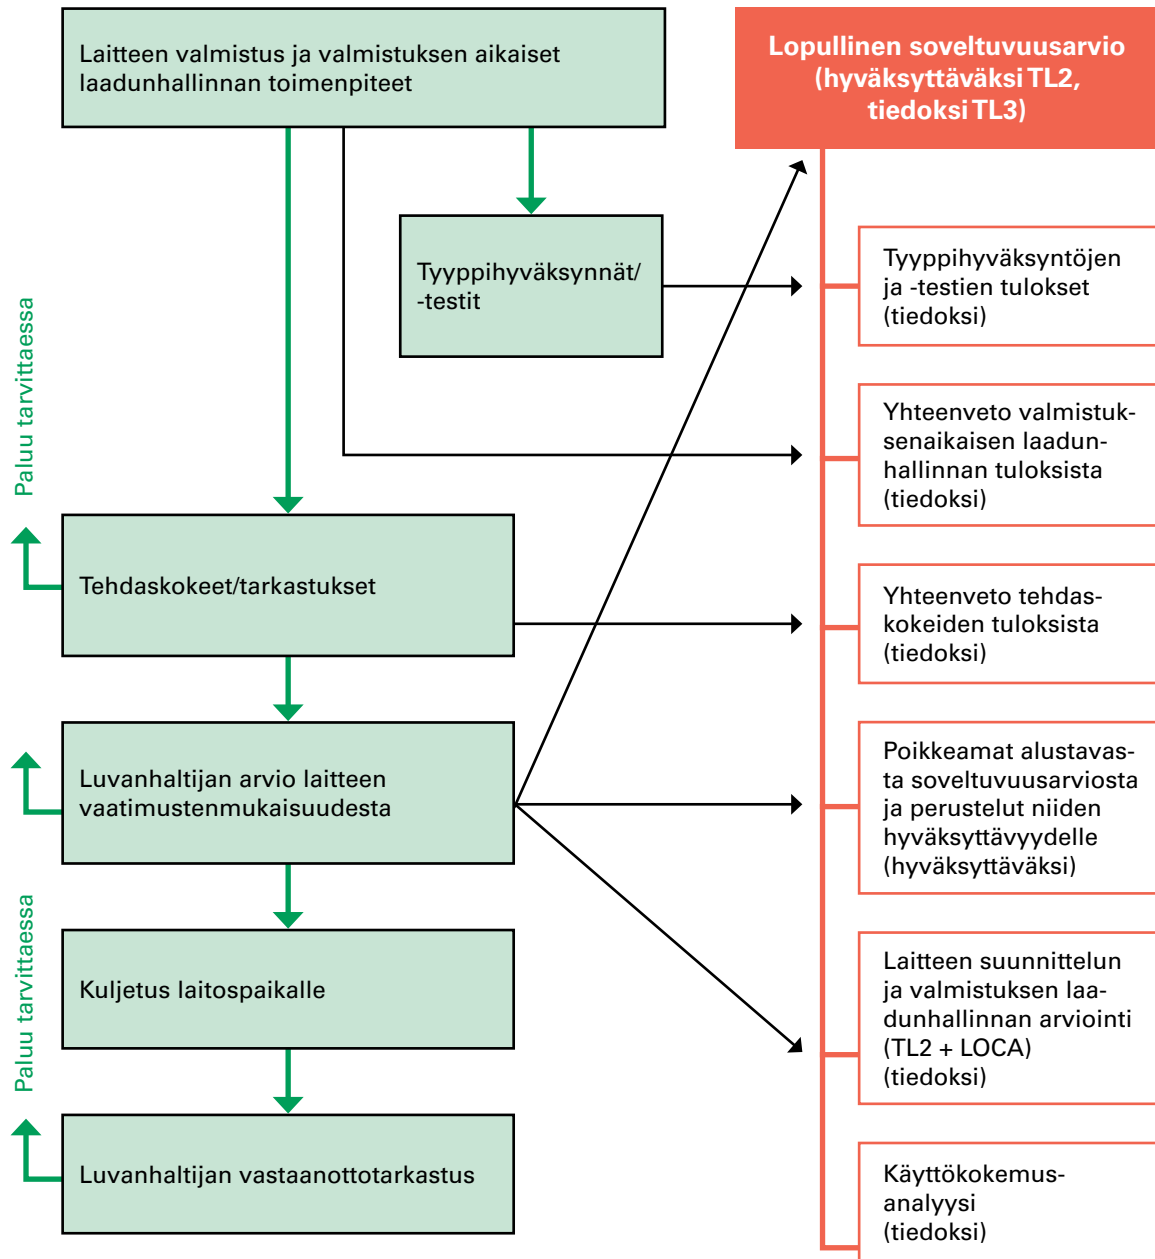 Laitteen valmistus ja valmistuksen aikaiset
laadunhallinnan toimenpiteet
Tyyppihyväksynnät/
-testit
Paluu tarvittaessa
Tehdaskokeet/tarkastukset
Luvanhaltijan arvio laitteen
vaatimustenmukaisuudesta
Paluu tarvittaessa
Kuljetus laitospaikalle
Luvanhaltijan vastaanottotarkastus
Lopullinen soveltuvuusarvio
(hyväksyttäväksi TL2,
tiedoksi TL3)
Tyyppihyväksyntöjen
ja -testien tulokset
(tiedoksi)
Yhteenveto valmistuk-
senaikaisen laadun-
hallinnan tuloksista
(tiedoksi)
Yhteenveto tehdas-
kokeiden tuloksista
(tiedoksi)
Poikkeamat alustavas-
ta soveltuvuusarviosta
ja perustelut niiden
hyväksyttävyydelle
(hyväksyttäväksi)
Laitteen suunnittelun
ja valmistuksen laa-
dunhallinnan arviointi
(TL2 + LOCA)
(tiedoksi)
Käyttökokemus-
analyysi
(tiedoksi)